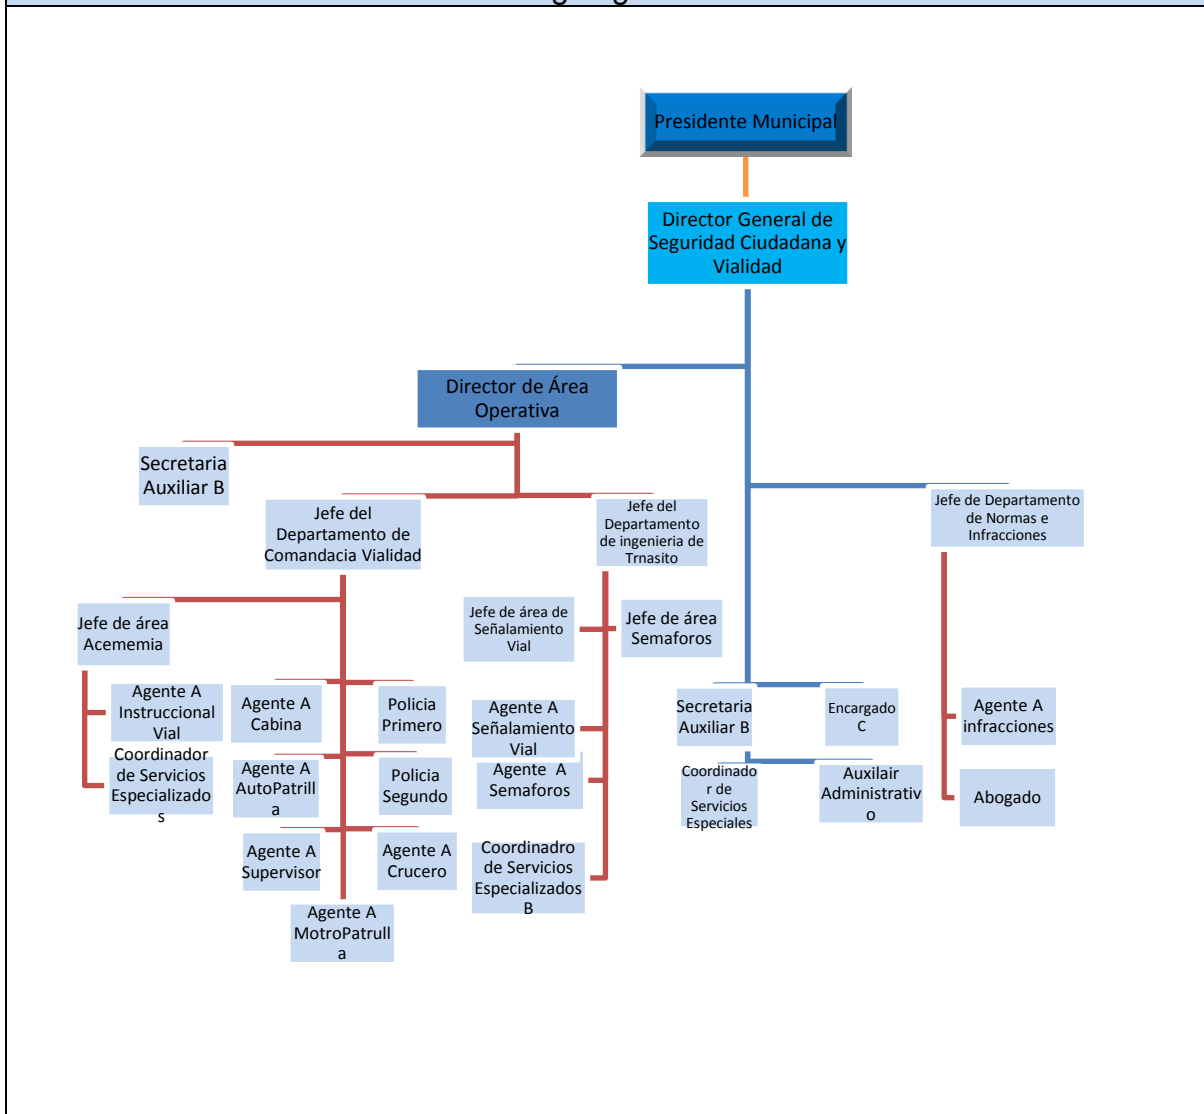 Presidente Municipal
Director General de
Seguridad Ciudadana y
Vialidad
Director de Área
Operativa
Secretaria
Auxiliar B
Jefe del
Departamento de
Comandacia Vialidad
Jefe del
Departamento
de ingenieria de
Trnasito
Jefe de Departamento
de Normas e
Infracciones
Jefe de área
Acememia
Jefe de área de
Señalamiento
Vial
Jefe de área
Semaforos
Agente A
Instruccional
Vial
Coordinador
de Servicios
Especializado
s
Agente A
Cabina
Policia
Primero
Agente A
AutoPatrill
a
Policia
Segundo
Agente A
Supervisor
Agente A
Crucero
Agente A
MotroPatrull
a
Agente A
Señalamiento
Vial
Agente A
Semaforos
Coordinadro
de Servicios
Especializados
B
Secretaria
Auxiliar B
Encargado
C
Coordinado
r de
Servicios
Especiales
Auxilair
Administrativ
o
Agente A
infracciones
Abogado